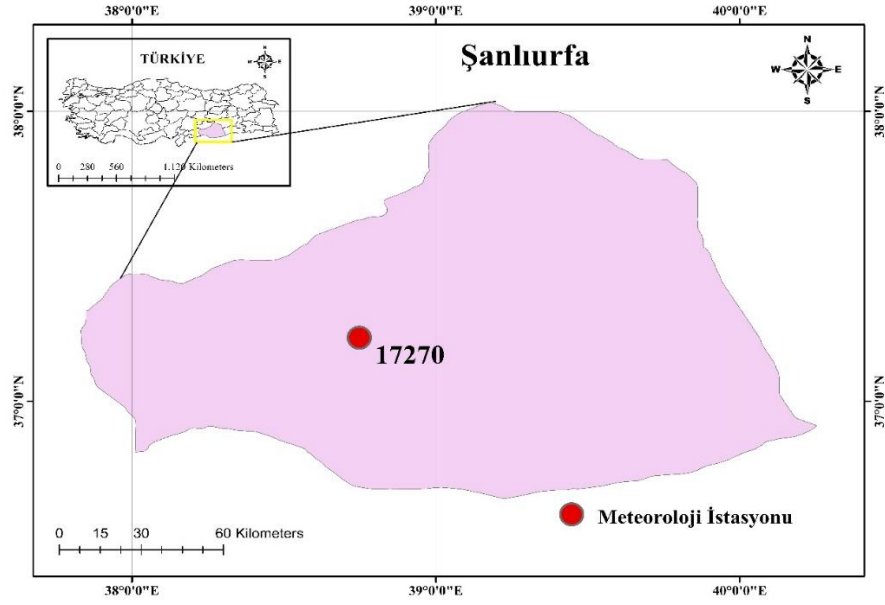 38°0'0"E 39°0'0"E 40°0'0"E
TÜRKİYE
N
W E
S
0 280 560 1.120 Kilometers
Şanlıurfa
N
W E
S
38°0'0"N
38°0'0"N
17270
37°0'0"N
37°0'0"N
Meteoroloji İstasyonu
0 15 30 60 Kilometers
38°0'0"E 39°0'0"E 40°0'0"E